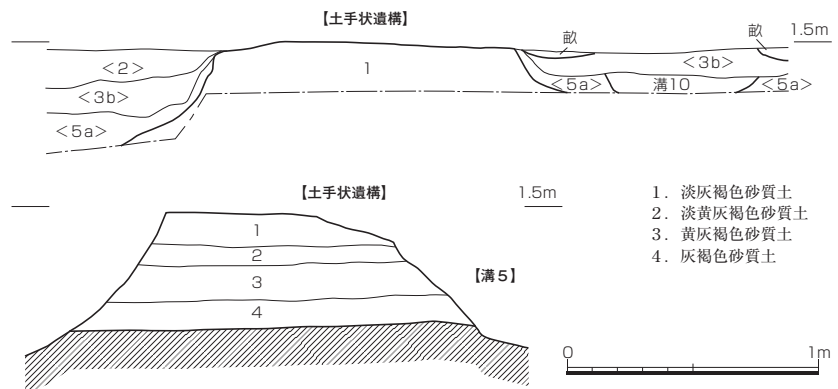 【土手状遺構】
畝 畝 1.5m
<2> 1 <3b>
<3b> <5a> 溝10 <5a>
<5a>
【土手状遺構】 1.5m
1
2
3
4
【溝5】
1. 淡灰褐色砂質土
2. 淡黄灰褐色砂質土
3. 黄灰褐色砂質土
4. 灰褐色砂質土
0 1m